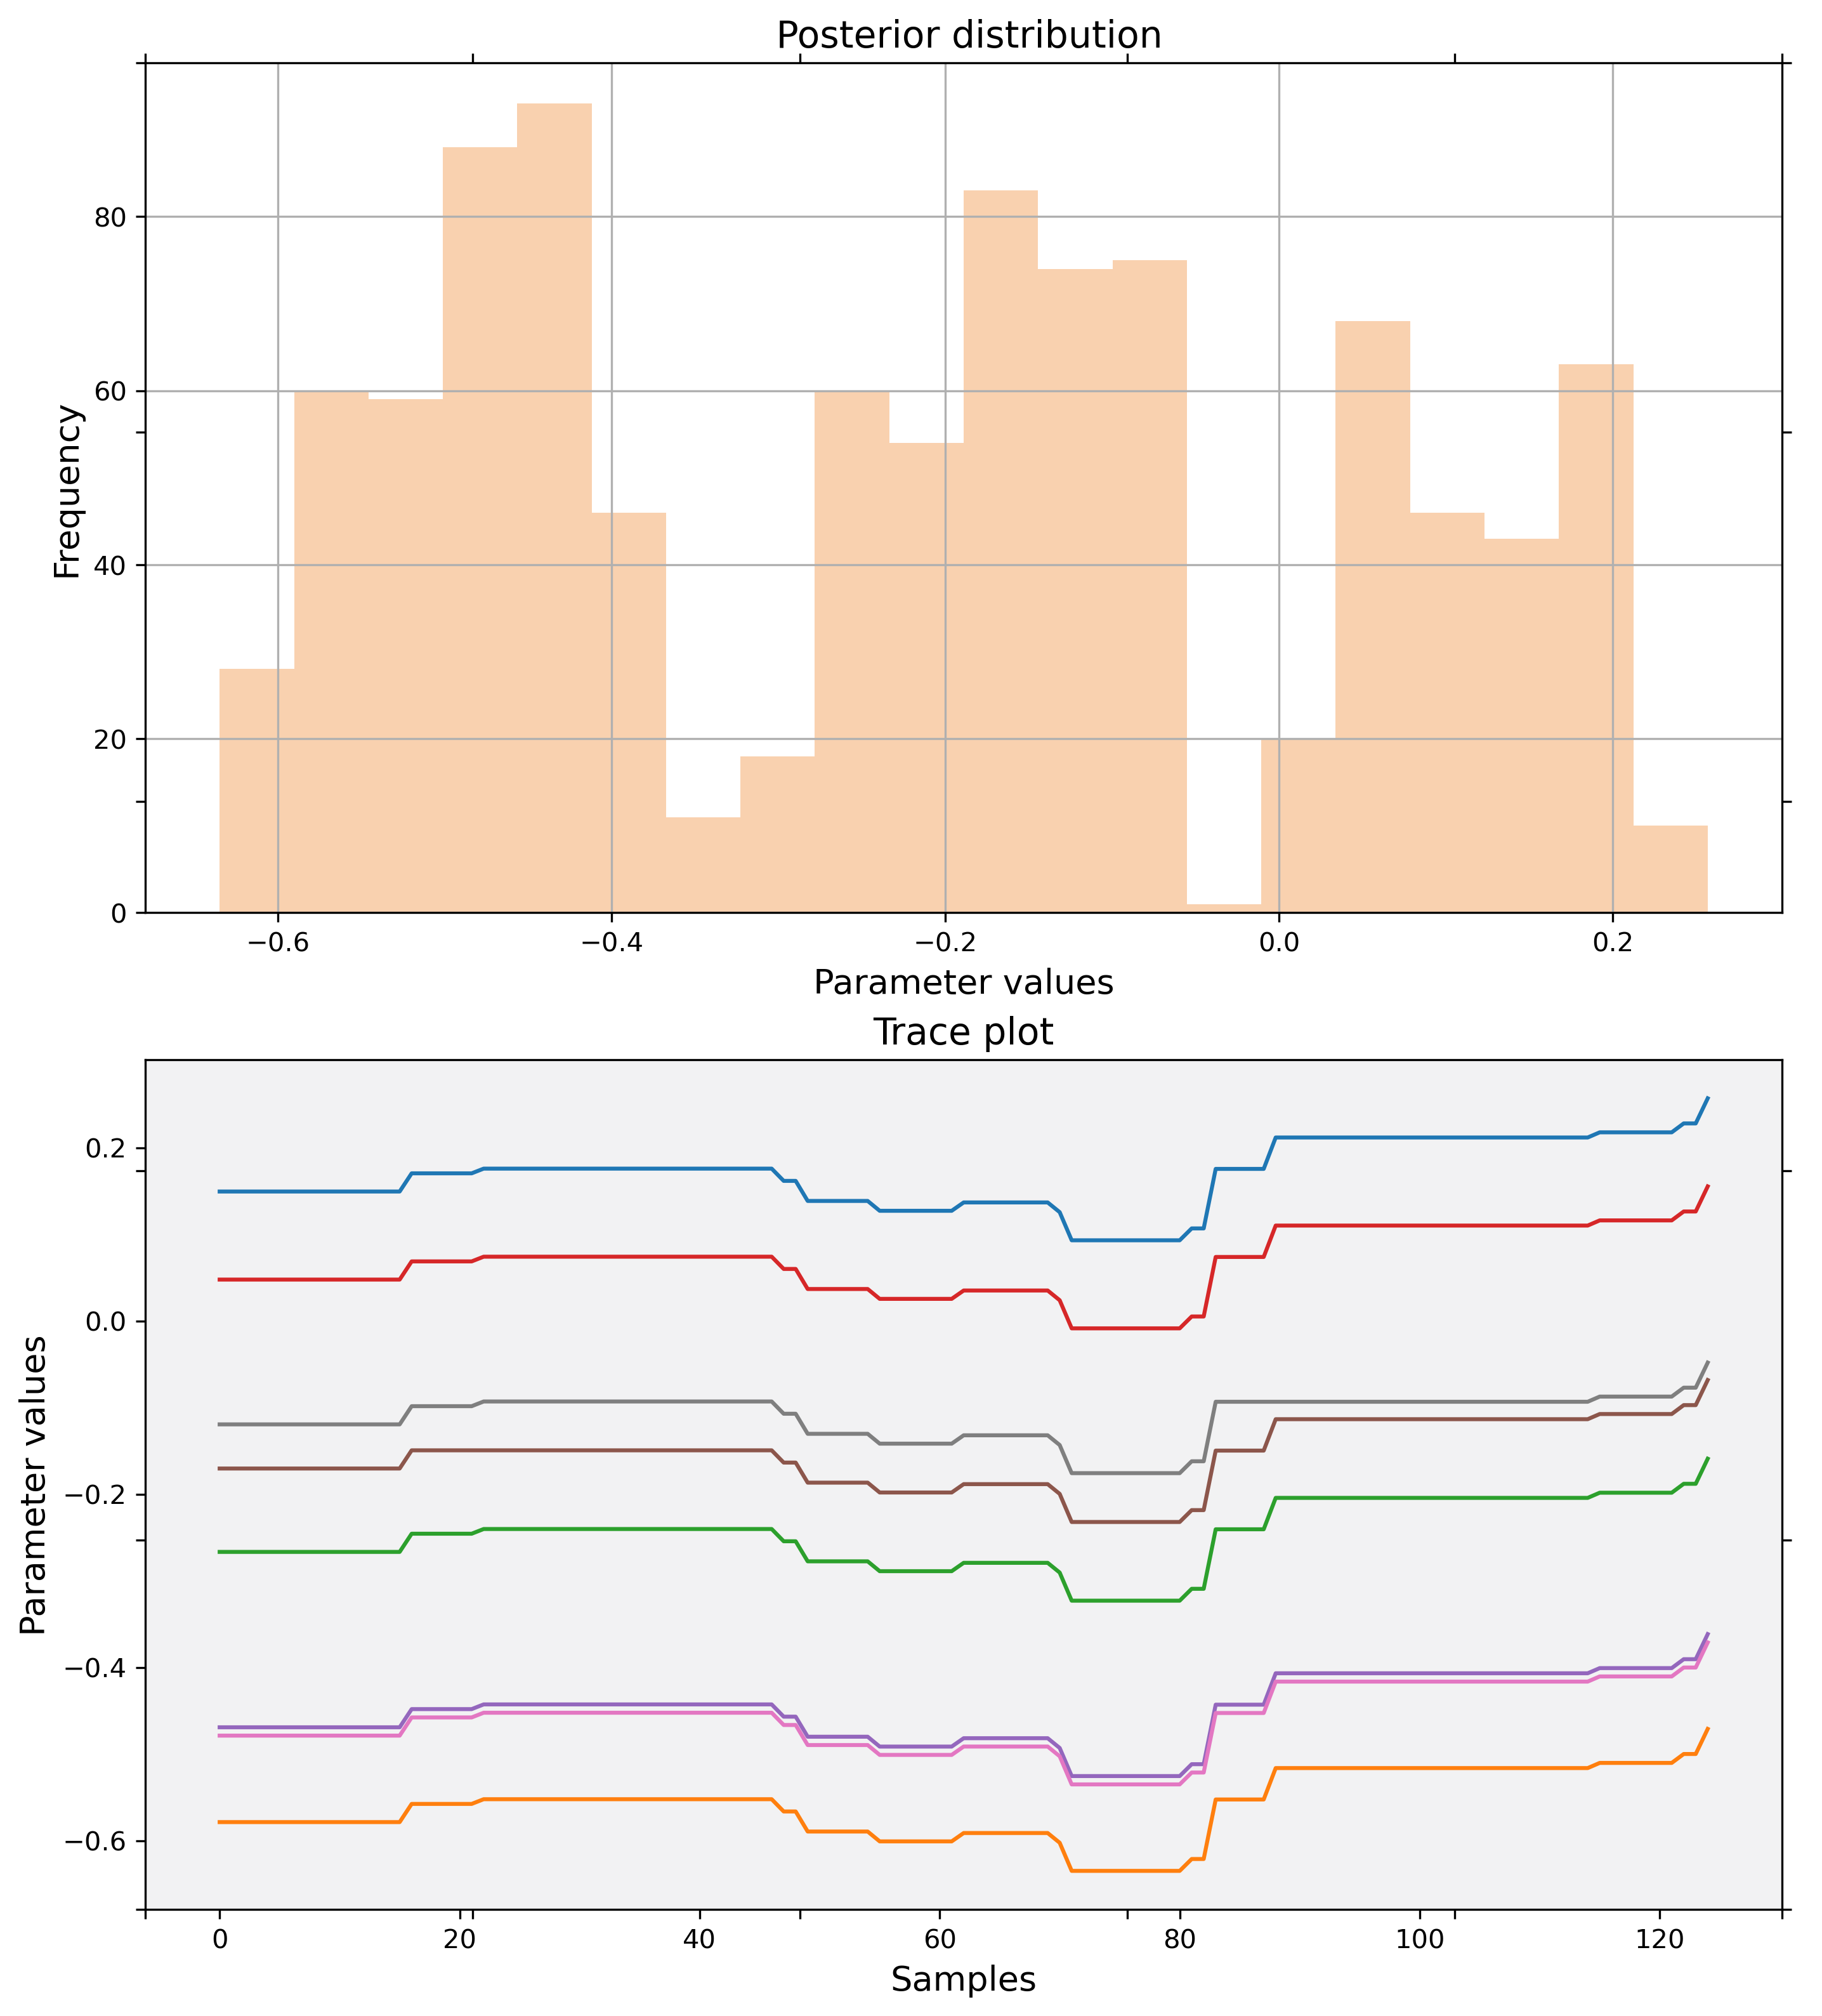 Posterior distribution
80
60
40
20
0
Frequency
−0.6 −0.4 −0.2 0.0 0.2
Parameter values
Trace plot
0.2
0.0
−0.2
−0.4
−0.6
Parameter values
0 20 40 60 80 100 120
Samples